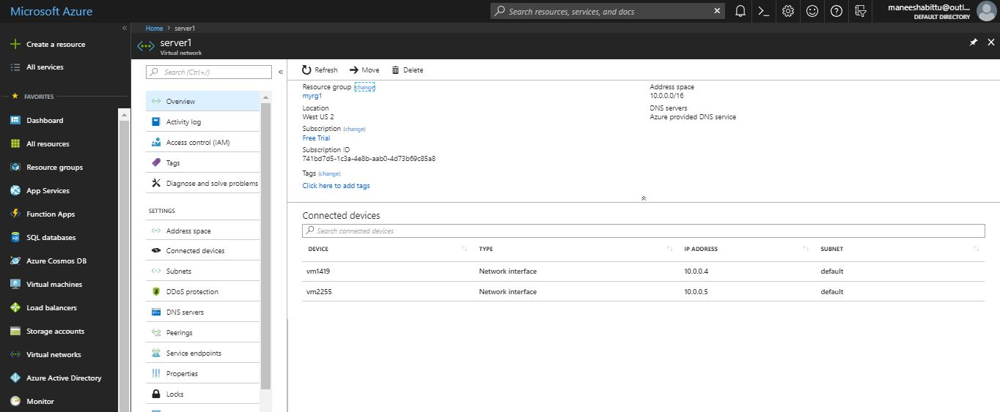 Microsoft Azure
Search resources, services, and docs
maneeshabittu@outl...
DEFAULT DIRECTORY
Create a resource
All services
FAVORITES
Dashboard
All resources
Resource groups
App Services
Function Apps
SQL databases
Azure Cosmos DB
Virtual machines
Load balancers
Storage accounts
Virtual networks
Azure Active Directory
Monitor
Home > server1
server1
Virtual network
Search (Ctrl+/)
Overview
Activity log
Access control (IAM)
Tags
Diagnose and solve problems
SETTINGS
Address space
Connected devices
Subnets
DDoS protection
DNS servers
Peerings
Service endpoints
Properties
Locks
Refresh Move Delete
Resource group (change)
myrg1
Location
West US 2
Subscription (change)
Free Trial
Subscription ID
741bd7d5-1c3a-4e8b-aab0-4d73b69c85a8
Tags (change)
Click here to add tags
Address space
10.0.0.0/16
DNS servers
Azure provided DNS service
Connected devices
Search connected devices
DEVICE TYPE IP ADDRESS SUBNET
vm1419 Network interface 10.0.0.4 default
vm2255 Network interface 10.0.0.5 default